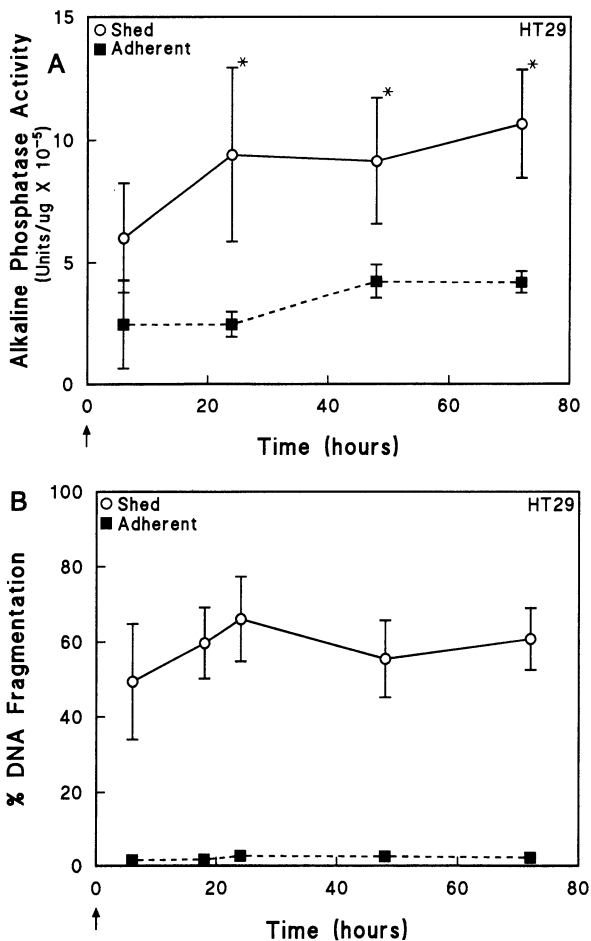 15
○ Shed
HT29
■ Adherent
A
*
*
*
10
5
0
Alkaline Phosphatase Activity
(Units/ug X 10⁻⁵)
0 20 40 60 80
Time (hours)
B
100
○ Shed
HT29
■ Adherent
80
60
40
20
0
% DNA Fragmentation
0 20 40 60 80
Time (hours)